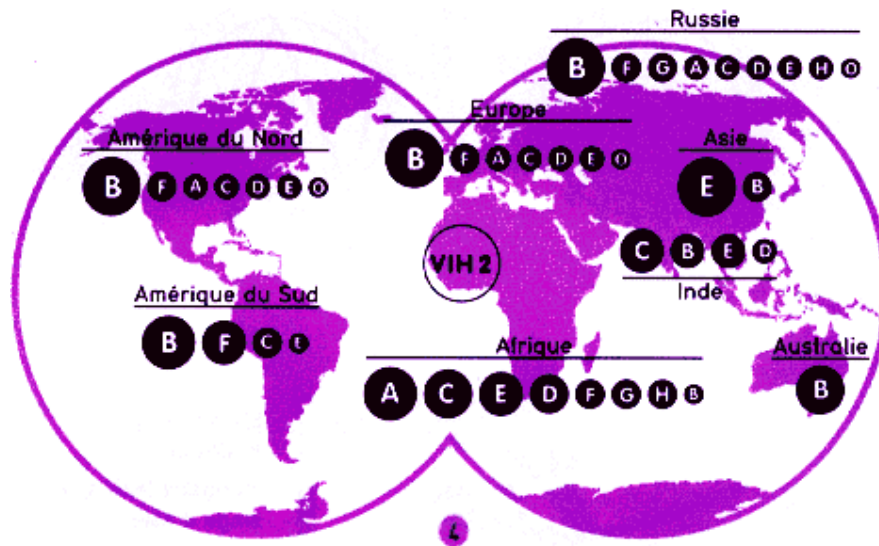 Russie
B F G A C D E H O
Europe
B F A C D E O
Amérique du Nord
B F A C D E O
Asie
E B
VIH 2
C B E D
Inde
Amérique du Sud
B F C E
Afrique
A C E D F G H B
Australie
B
4